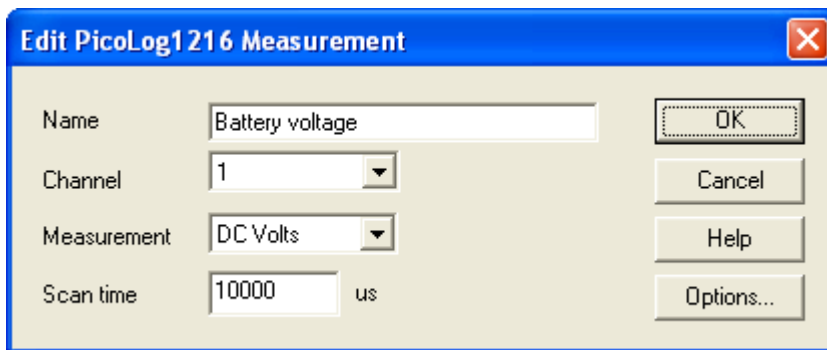 Edit PicoLog1216 Measurement
Name
Battery voltage
OK
Channel
1
Cancel
Measurement
DC Volts
Help
Scan time
10000
us
Options...